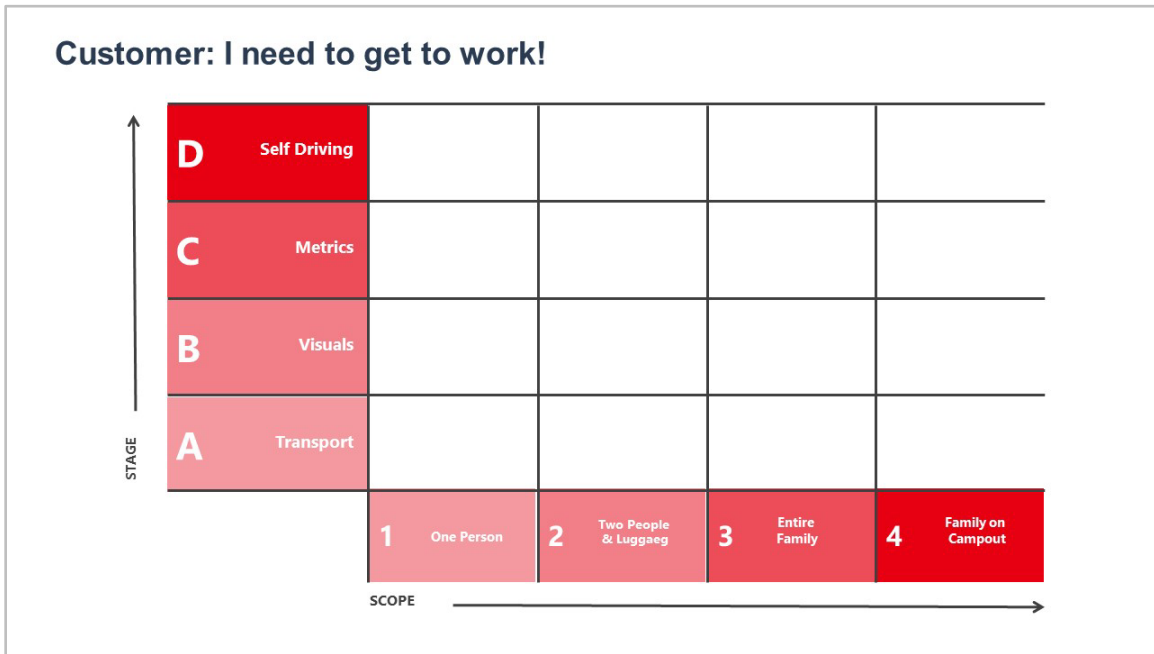 Customer: I need to get to work!
D Self Driving
C Metrics
B Visuals
A Transport
STAGE
1 One Person
2 Two People
& Luggaeg
3 Entire
Family
4 Family on
Campout
SCOPE